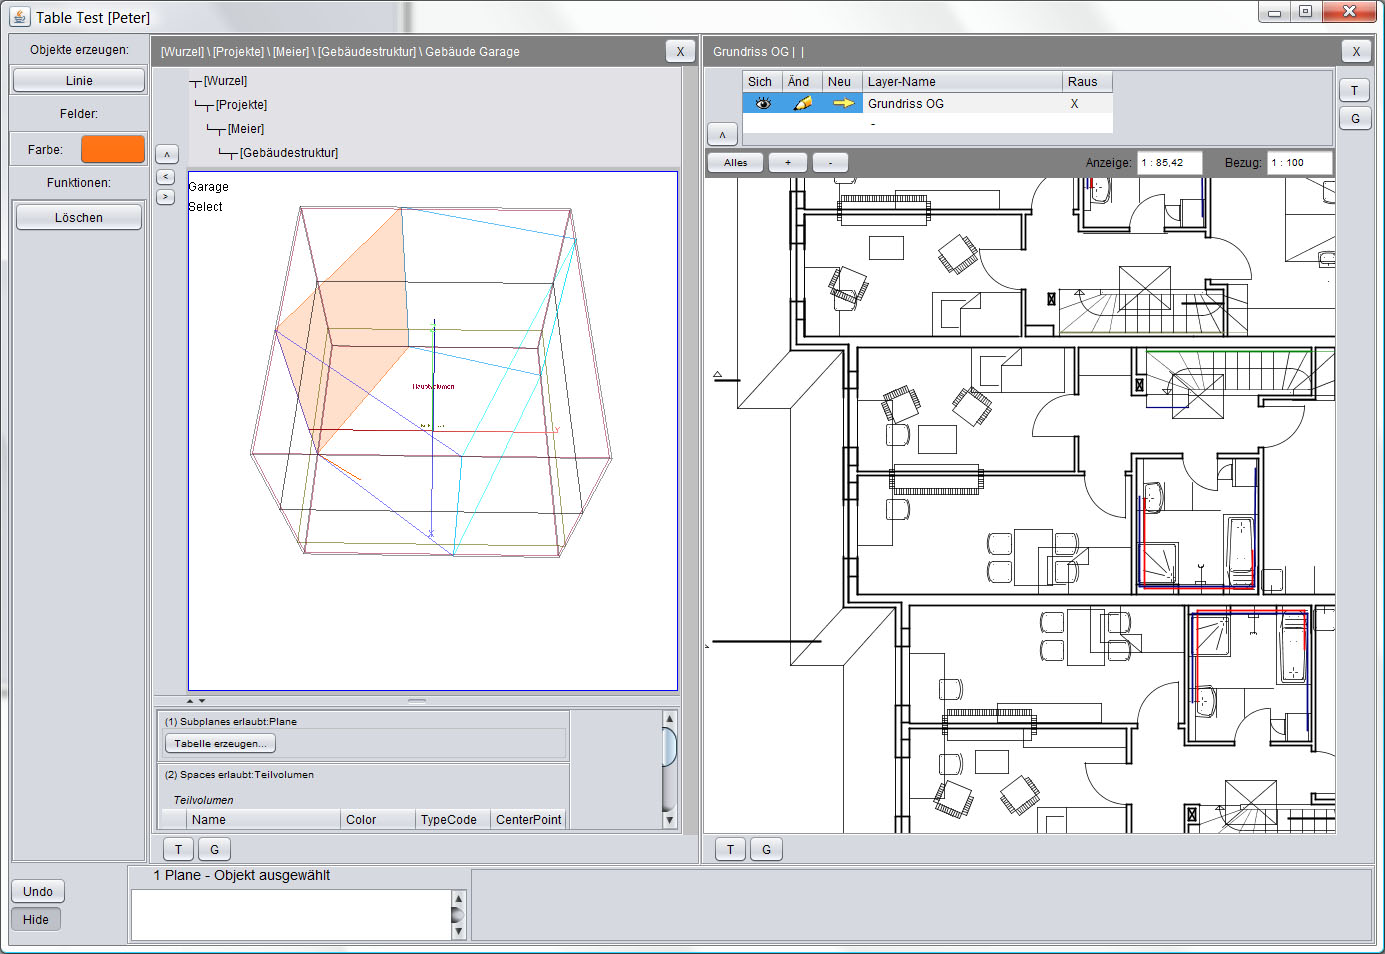 Table Test [Peter]
Objekte erzeugen:
Linie
Felder:
Farbe:
Funktionen:
Löschen
[Wurzel] \ [Projekte] \ [Meier] \ [Gebäudestruktur] \ Gebäude Garage
X
[Wurzel]
[Projekte]
[Meier]
[Gebäudestruktur]
^
<
>
Garage
Select
Hauptvolumen
Y
X
(1) Subplanes erlaubt:Plane
Tabelle erzeugen...
(2) Spaces erlaubt:Teilvolumen
Teilvolumen
Name Color TypeCode CenterPoint
T G
Grundriss OG | |
X
Sich Änd Neu Layer-Name Raus
Grundriss OG X
-
^
T
G
Alles + - Anzeige: 1 : 85,42 Bezug: 1 : 100
T G
Undo
Hide
1 Plane - Objekt ausgewählt